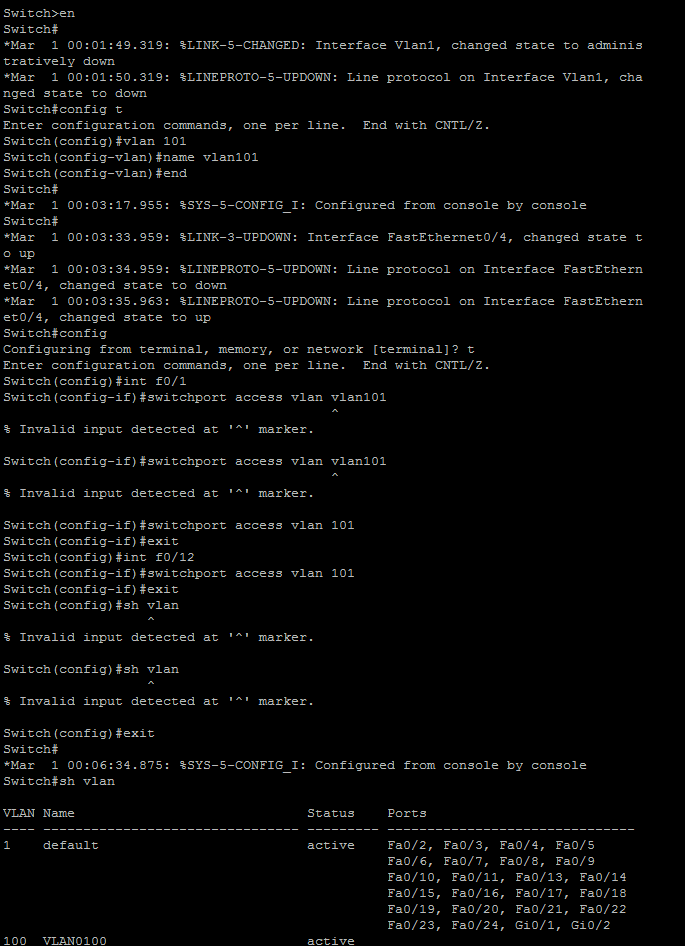 Switch>en
Switch#
*Mar  1 00:01:49.319: %LINK-5-CHANGED: Interface Vlan1, changed state to adminis
tratively down
*Mar  1 00:01:50.319: %LINEPROTO-5-UPDOWN: Line protocol on Interface Vlan1, cha
nged state to down
Switch#config t
Enter configuration commands, one per line.  End with CNTL/Z.
Switch(config)#vlan 101
Switch(config-vlan)#name vlan101
Switch(config-vlan)#end
Switch#
*Mar  1 00:03:17.955: %SYS-5-CONFIG_I: Configured from console by console
Switch#
*Mar  1 00:03:33.959: %LINK-3-UPDOWN: Interface FastEthernet0/4, changed state t
o up
*Mar  1 00:03:34.959: %LINEPROTO-5-UPDOWN: Line protocol on Interface FastEthern
et0/4, changed state to down
*Mar  1 00:03:35.963: %LINEPROTO-5-UPDOWN: Line protocol on Interface FastEthern
et0/4, changed state to up
Switch#config
Configuring from terminal, memory, or network [terminal]? t
Enter configuration commands, one per line.  End with CNTL/Z.
Switch(config)#int f0/1
Switch(config-if)#switchport access vlan vlan101
                                         ^
% Invalid input detected at '^' marker.

Switch(config-if)#switchport access vlan vlan101
                                         ^
% Invalid input detected at '^' marker.

Switch(config-if)#switchport access vlan 101
Switch(config-if)#exit
Switch(config)#int f0/12
Switch(config-if)#switchport access vlan 101
Switch(config-if)#exit
Switch(config)#sh vlan
                  ^
% Invalid input detected at '^' marker.

Switch(config)#sh vlan
                  ^
% Invalid input detected at '^' marker.

Switch(config)#exit
Switch#
*Mar  1 00:06:34.875: %SYS-5-CONFIG_I: Configured from console by console
Switch#sh vlan

VLAN Name                             Status    Ports
---- -------------------------------- --------- -------------------------------
1    default                          active    Fa0/2, Fa0/3, Fa0/4, Fa0/5
                                                Fa0/6, Fa0/7, Fa0/8, Fa0/9
                                                Fa0/10, Fa0/11, Fa0/13, Fa0/14
                                                Fa0/15, Fa0/16, Fa0/17, Fa0/18
                                                Fa0/19, Fa0/20, Fa0/21, Fa0/22
                                                Fa0/23, Fa0/24, Gi0/1, Gi0/2
100  VLAN0100                         active